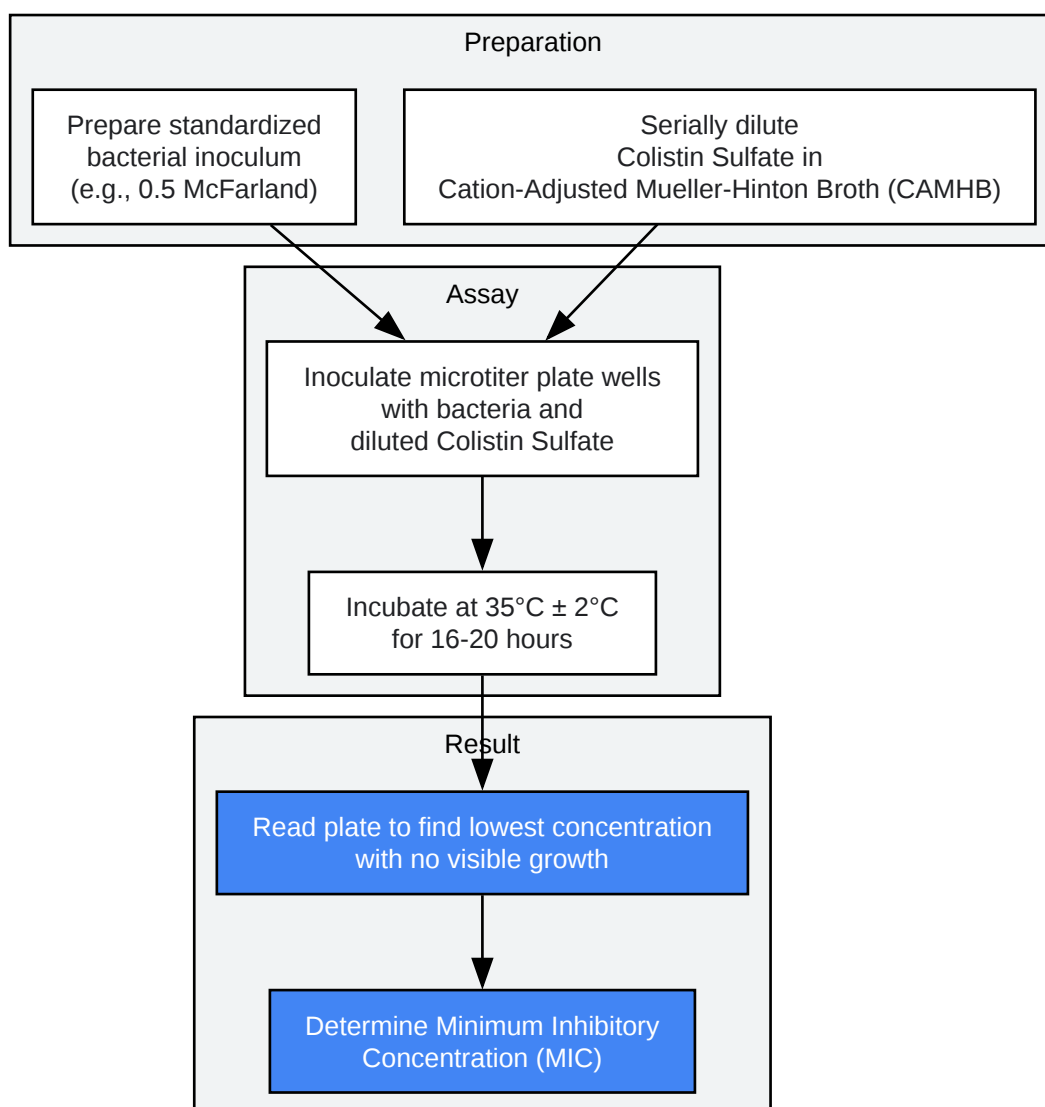 Preparation
Prepare standardized
bacterial inoculum
(e.g., 0.5 McFarland)
Serially dilute
Colistin Sulfate in
Cation-Adjusted Mueller-Hinton Broth (CAMHB)
Assay
Inoculate microtiter plate wells
with bacteria and
diluted Colistin Sulfate
Incubate at 35°C ± 2°C
for 16-20 hours
Result
Read plate to find lowest concentration
with no visible growth
Determine Minimum Inhibitory
Concentration (MIC)